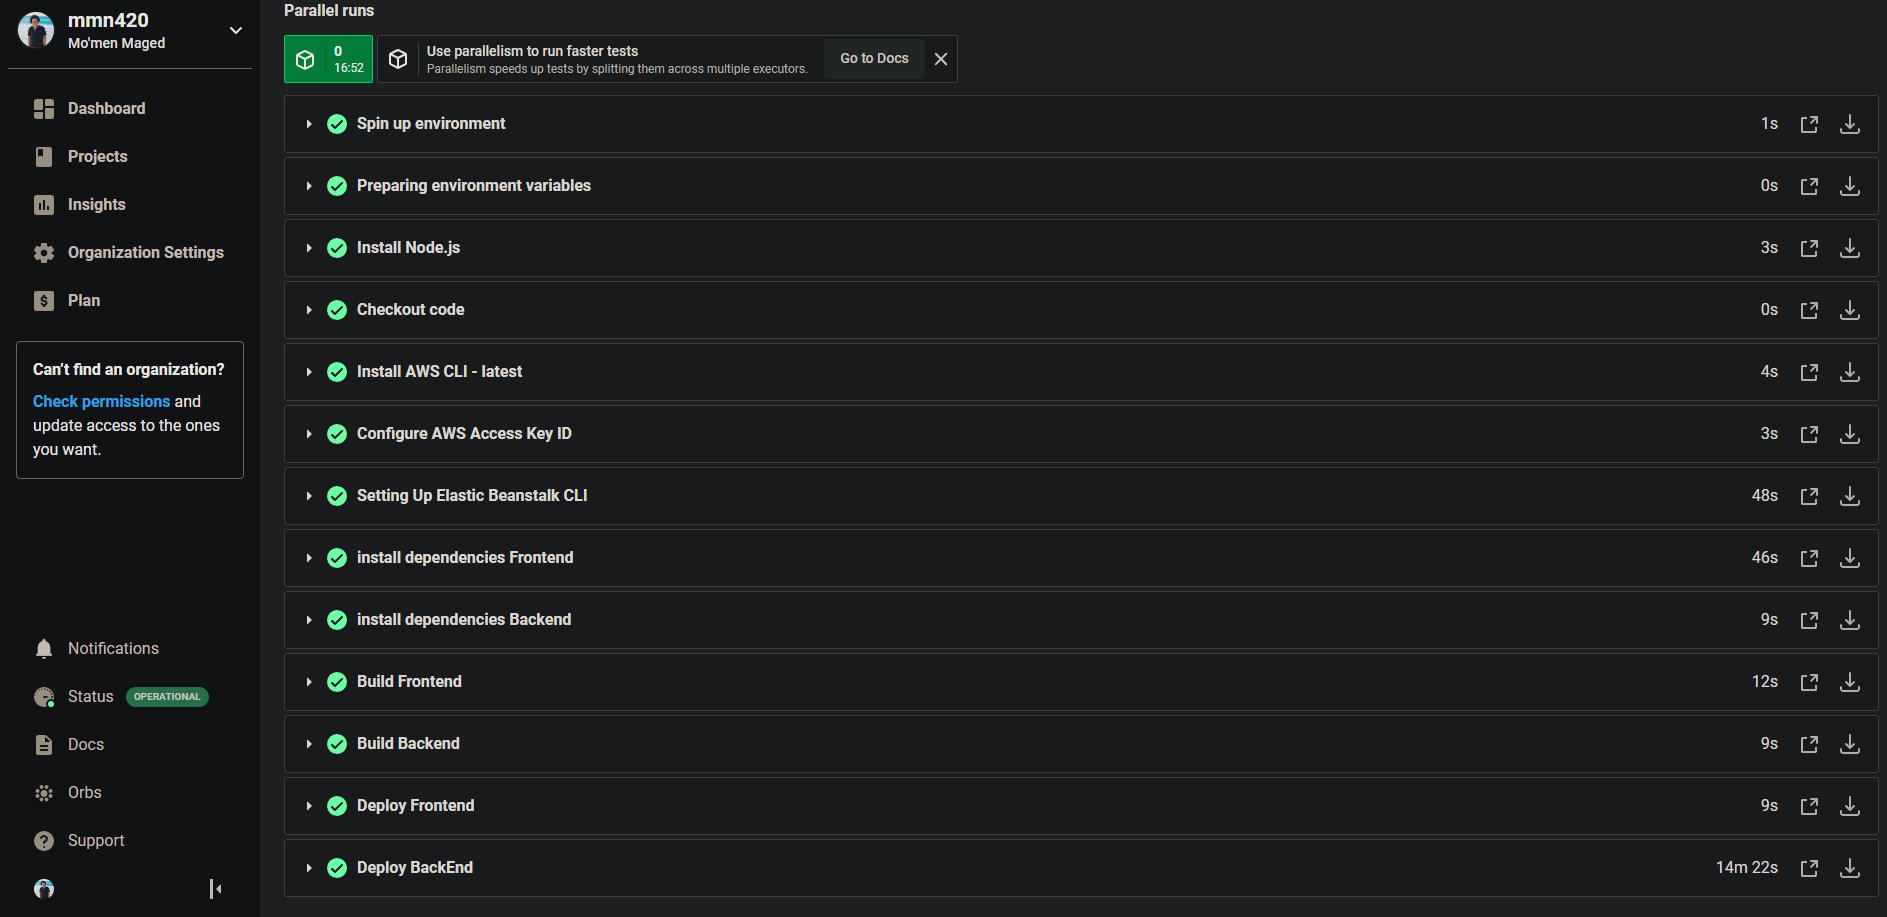 mmn420
Mo'men Maged
Dashboard
Projects
Insights
Organization Settings
Plan
Can't find an organization?
Check permissions and
update access to the ones
you want.
Notifications
Status OPERATIONAL
Docs
Orbs
Support
Parallel runs
0
16:52
Use parallelism to run faster tests
Parallelism speeds up tests by splitting them across multiple executors.
Go to Docs
Spin up environment 1s
Preparing environment variables 0s
Install Node.js 3s
Checkout code 0s
Install AWS CLI - latest 4s
Configure AWS Access Key ID 3s
Setting Up Elastic Beanstalk CLI 48s
install dependencies Frontend 46s
install dependencies Backend 9s
Build Frontend 12s
Build Backend 9s
Deploy Frontend 9s
Deploy BackEnd 14m 22s